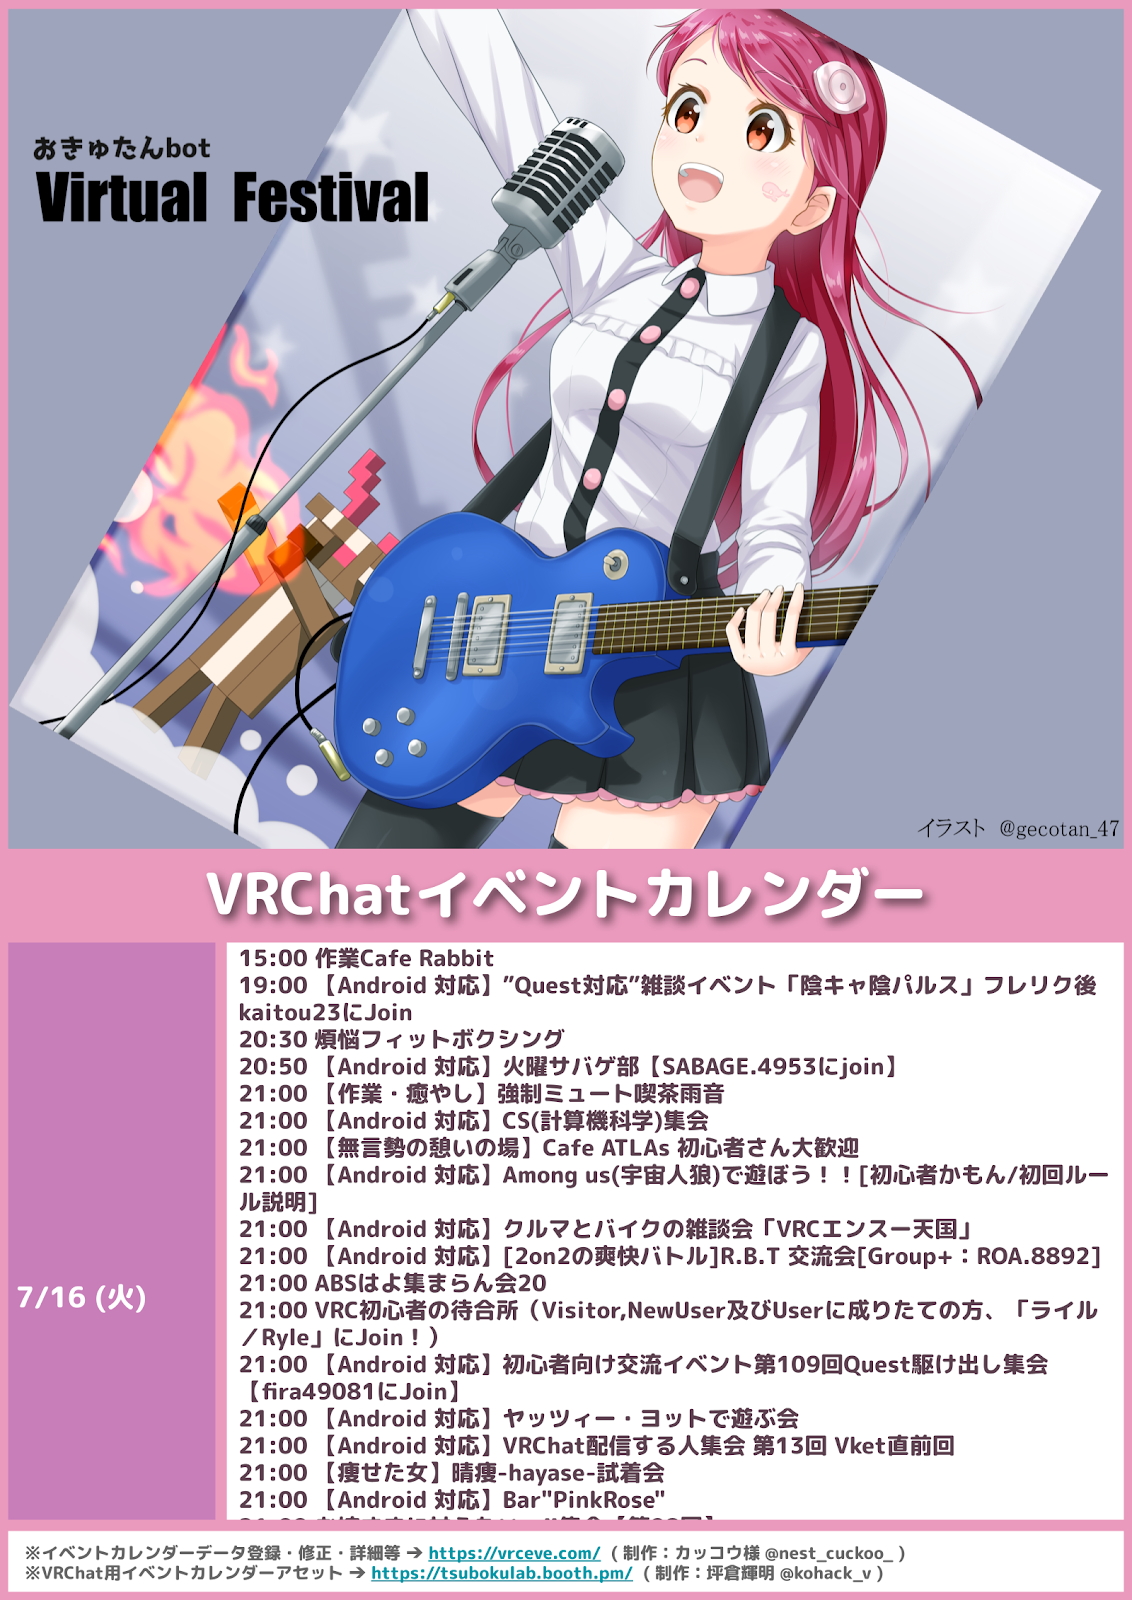 おきゅたんbot
Virtual Festival
イラスト @gecotan_47
VRChatイベントカレンダー
7/16 (火)
15:00 作業Cafe Rabbit
19:00 【Android 対応】”Quest対応”雑談イベント「陰キャ陰パルス」フレリク後
kaitou23にJoin
20:30 煩悩フィットボクシング
20:50 【Android 対応】火曜サバゲ部【SABAGE.4953にjoin】
21:00 【作業・癒やし】強制ミュート喫茶雨音
21:00 【Android 対応】CS(計算機科学)集会
21:00 【無言勢の憩いの場】Cafe ATLAs 初心者さん大歓迎
21:00 【Android 対応】Among us(宇宙人狼)で遊ぼう！！[初心者かもん/初回ルー
ル説明]
21:00 【Android 対応】クルマとバイクの雑談会「VRCエンスー天国」
21:00 【Android 対応】[2on2の爽快バトル]R.B.T 交流会[Group+：ROA.8892]
21:00 ABSはよ集まらん会20
21:00 VRC初心者の待合所（Visitor,NewUser及びUserに成りたての方、「ライル
／Ryle」にJoin！）
21:00 【Android 対応】初心者向け交流イベント第109回Quest駆け出し集会
【fira49081にJoin】
21:00 【Android 対応】ヤッツィー・ヨットで遊ぶ会
21:00 【Android 対応】VRChat配信する人集会 第13回 Vket直前回
21:00 【痩せた女】晴痩-hayase-試着会
21:00 【Android 対応】Bar"PinkRose"
※イベントカレンダーデータ登録・修正・詳細等 ➔ https://vrceve.com/ （制作：カッコウ様 @nest_cuckoo_ ）
※VRChat用イベントカレンダーアセット ➔ https://tsubokulab.booth.pm/ （制作：坪倉輝明 @kohack_v ）